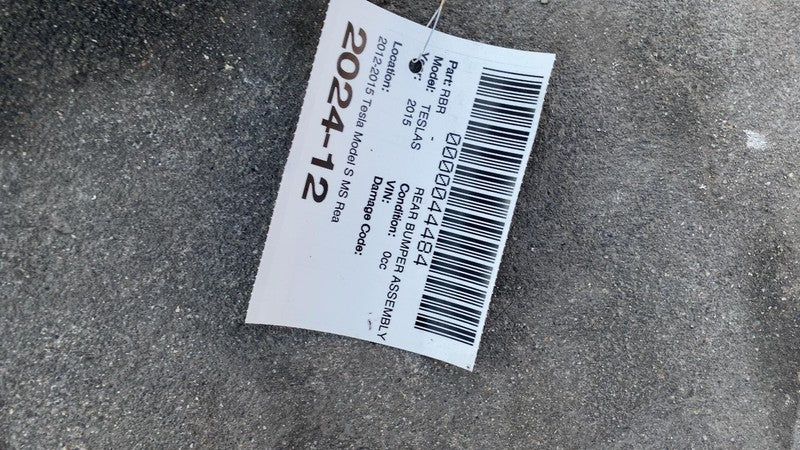 0000044484
Part: RBR - REAR BUMPER ASSEMBLY
Model: TESLAS Condition: 0cc
2015 VIN:
Location: Damage Code:
2012-2015 Tesla Model S MS Rea
2024-12